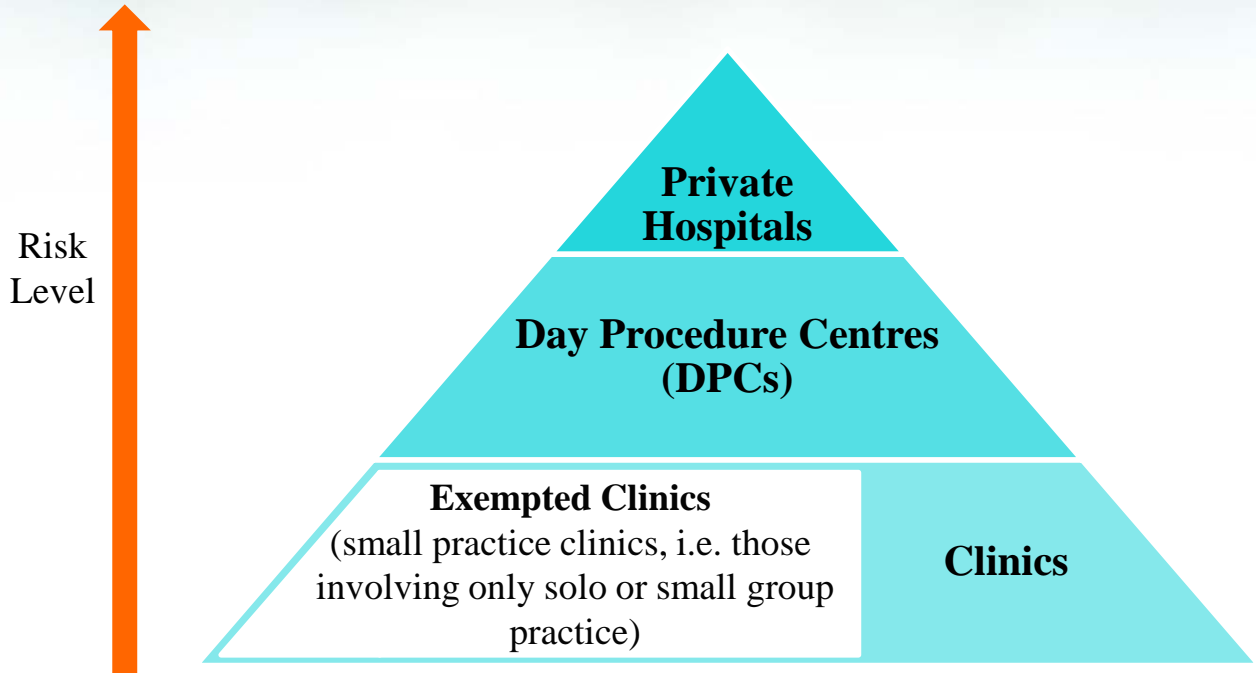 Risk
Level
Private
Hospitals
Day Procedure Centres
(DPCs)
Exempted Clinics
(small practice clinics, i.e. those
involving only solo or small group
practice)
Clinics